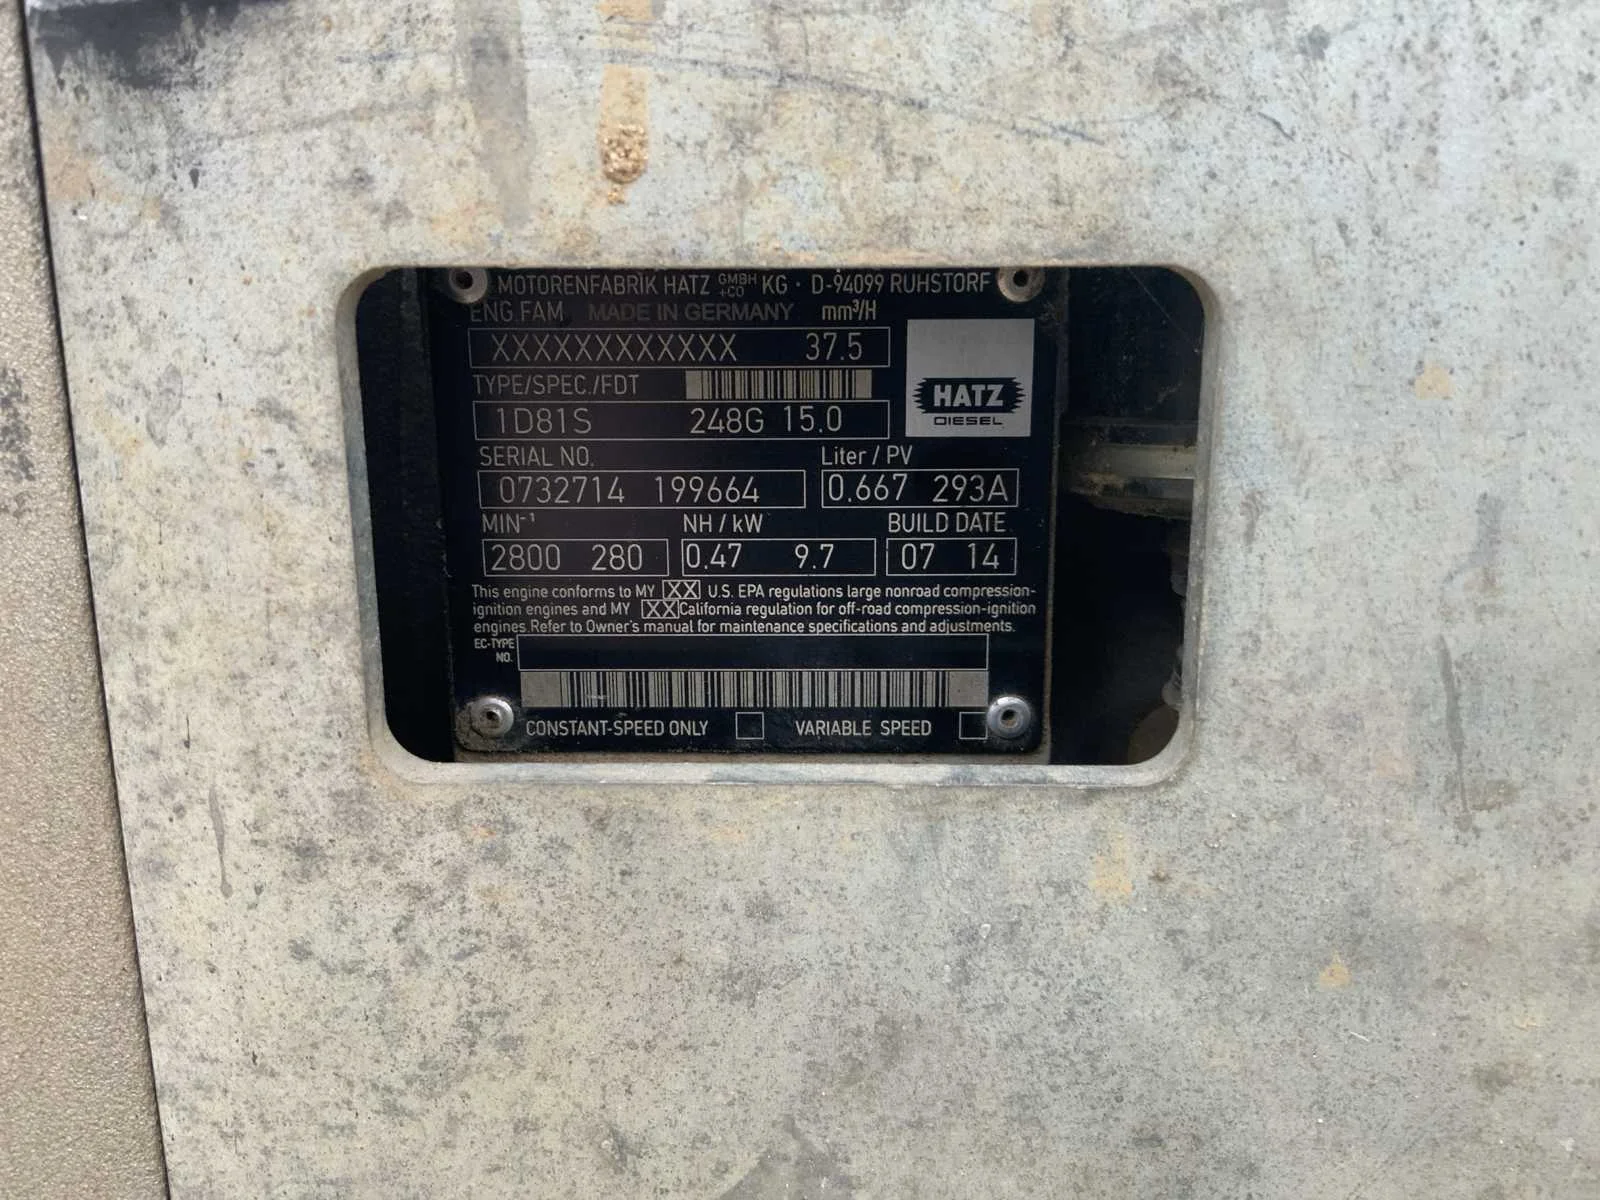 MOTORENFABRIK HATZ GMBH +CO KG · D-94099 RUHSTORF
ENG.FAM MADE IN GERMANY mm³/H
XXXXXXXXXXXX 37.5
TYPE/SPEC./FDT
1D81S 248G 15.0
HATZ
DIESEL
SERIAL NO. Liter / PV
0732714 199664 0.667 293A
MIN⁻¹ NH / kW BUILD DATE
2800 280 0.47 9.7 07 14
This engine conforms to MY XX U.S. EPA regulations large nonroad compression-
ignition engines and MY XX California regulation for off-road compression-ignition
engines.Refer to Owner's manual for maintenance specifications and adjustments.
EC-TYPE
NO.
CONSTANT-SPEED ONLY VARIABLE SPEED